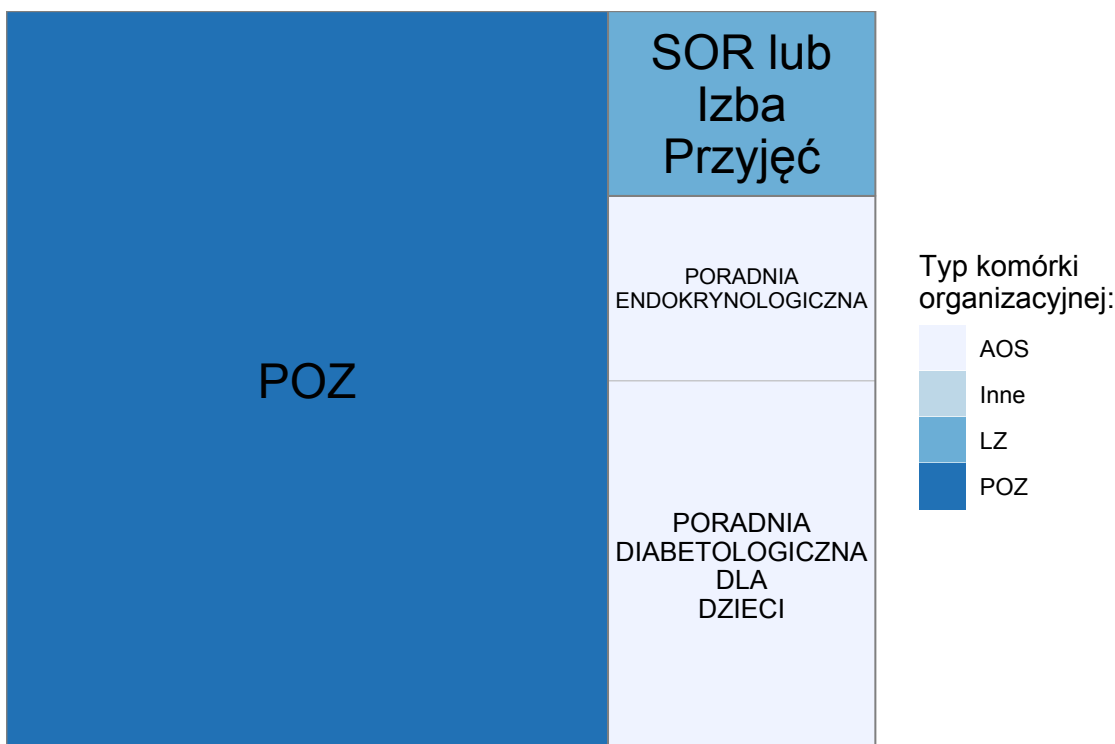 POZ
SOR lub
Izba
Przyjęć
PORADNIA
ENDOKRYNOLOGICZNA
PORADNIA
DIABETOLOGICZNA
DLA
DZIECI
Typ komórki
organizacyjnej:
AOS
Inne
LZ
POZ